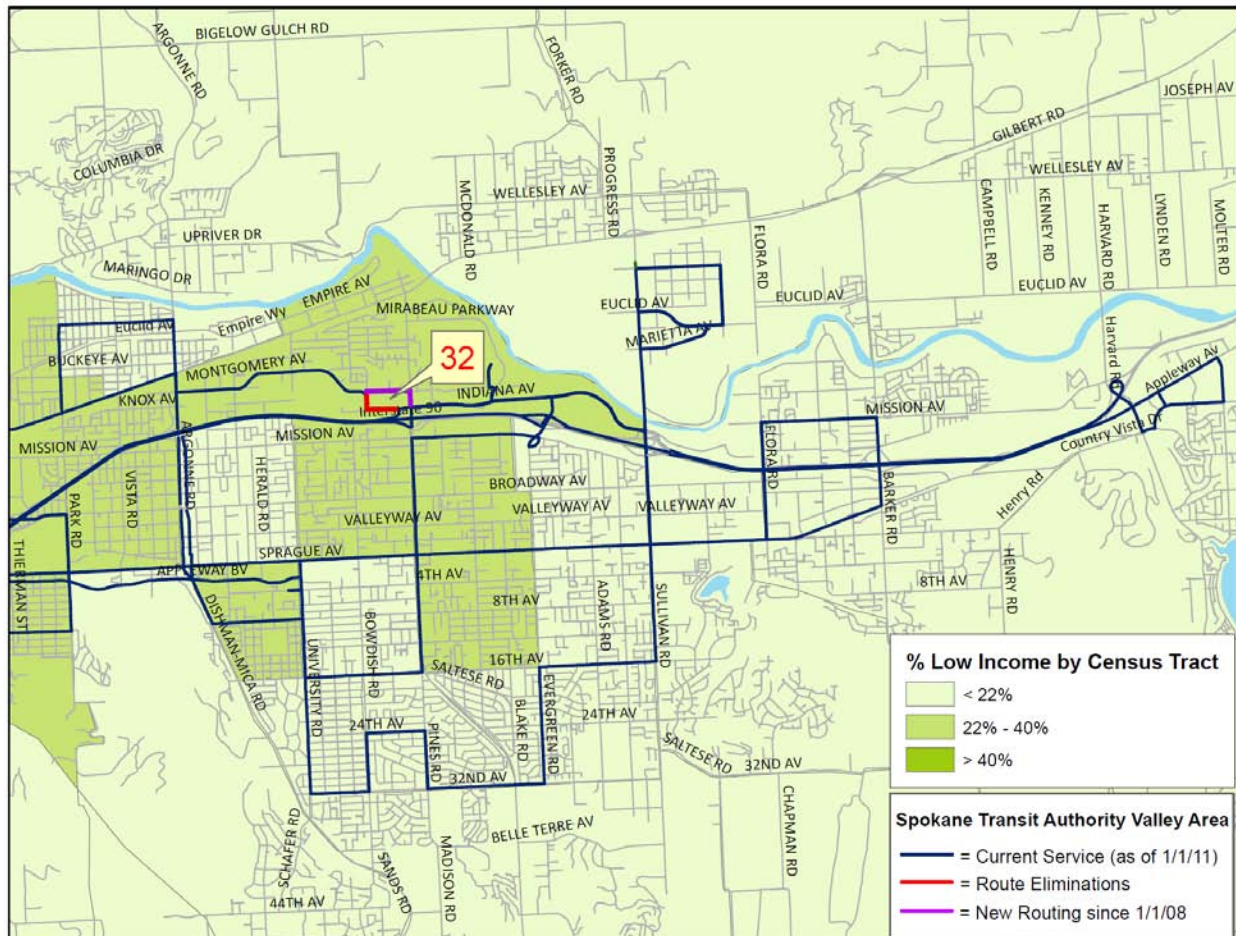 BIGELOW GULCH RD
ARGONNE RD
FORKER RD
JOSEPH AV
GILBERT RD
COLUMBIA DR
PROGRESS RD
WELLESLEY AV
WELLESLEY AV
MCDONALD RD
CAMPBELL RD
KENNEY RD
HARVARD RD
LYNDEN RD
MOLTER RD
UPRIVER DR
FLORA RD
MARINGO DR
EMPIRE AV
MIRABEAU PARKWAY
EUCLID AV
EUCLID AV
EUCLID AV
Euclid AV
Empire Wy
MARIETTA AV
Harvard Rd
BUCKEYE AV
MONTGOMERY AV
32
Appleway Av
KNOX AV
INDIANA AV
Interstate 90
MISSION AV
MISSION AV
MISSION AV
Country Vista Dr
ARGONNE RD
FLORA RD
VISTA RD
HERALD RD
BROADWAY AV
BARKER RD
Henry Rd
PARK RD
VALLEYWAY AV
VALLEYWAY AV
VALLEYWAY AV
THIERMAN ST
SPRAGUE AV
APPLEWAY BV
4TH AV
8TH AV
8TH AV
HENRY RD
DISHMAN-MICA RD
UNIVERSITY RD
BOWDISH RD
ADAMS RD
SULLIVAN RD
16TH AV
SALTESE RD
BLAKE RD
EVERGREEN RD
24TH AV
24TH AV
PINES RD
SALTESE RD
32ND AV
32ND AV
CHAPMAN RD
BELLE TERRE AV
SCHAFER RD
SANDS RD
MADISON RD
44TH AV
% Low Income by Census Tract
< 22%
22% - 40%
> 40%
Spokane Transit Authority Valley Area
= Current Service (as of 1/1/11)
= Route Eliminations
= New Routing since 1/1/08